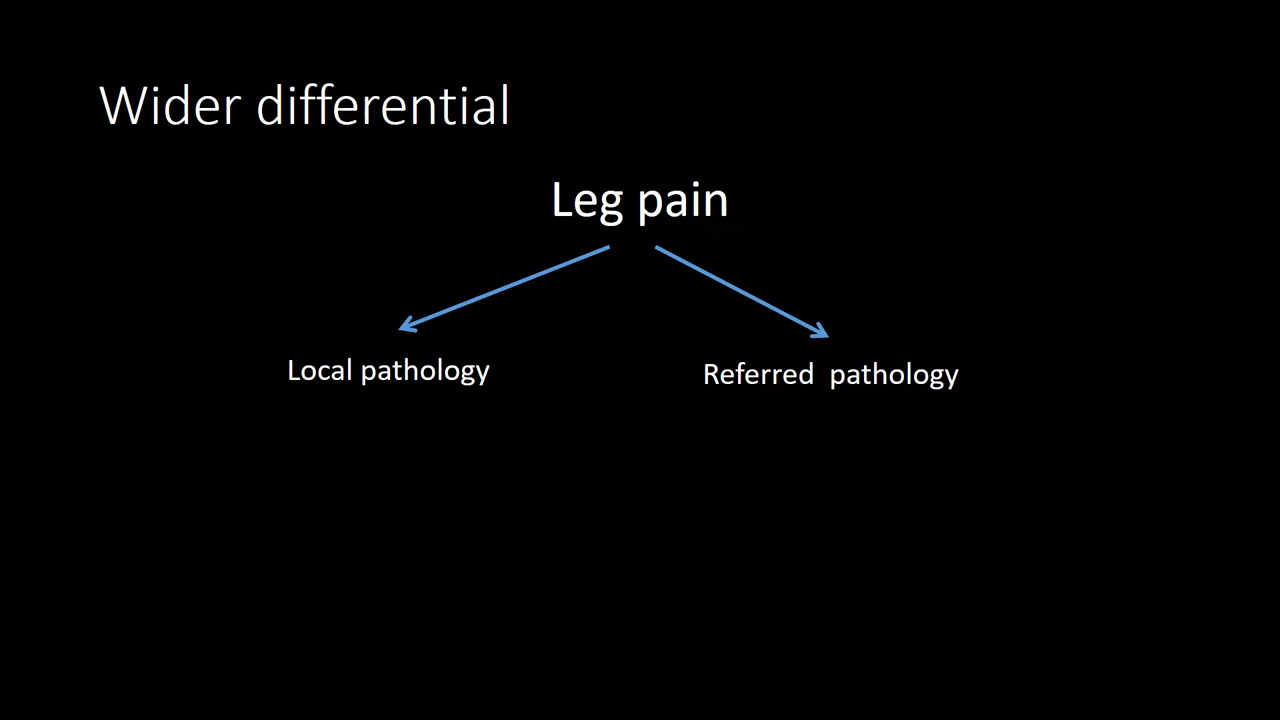 Wider differential
Leg pain
Local pathology
Referred  pathology